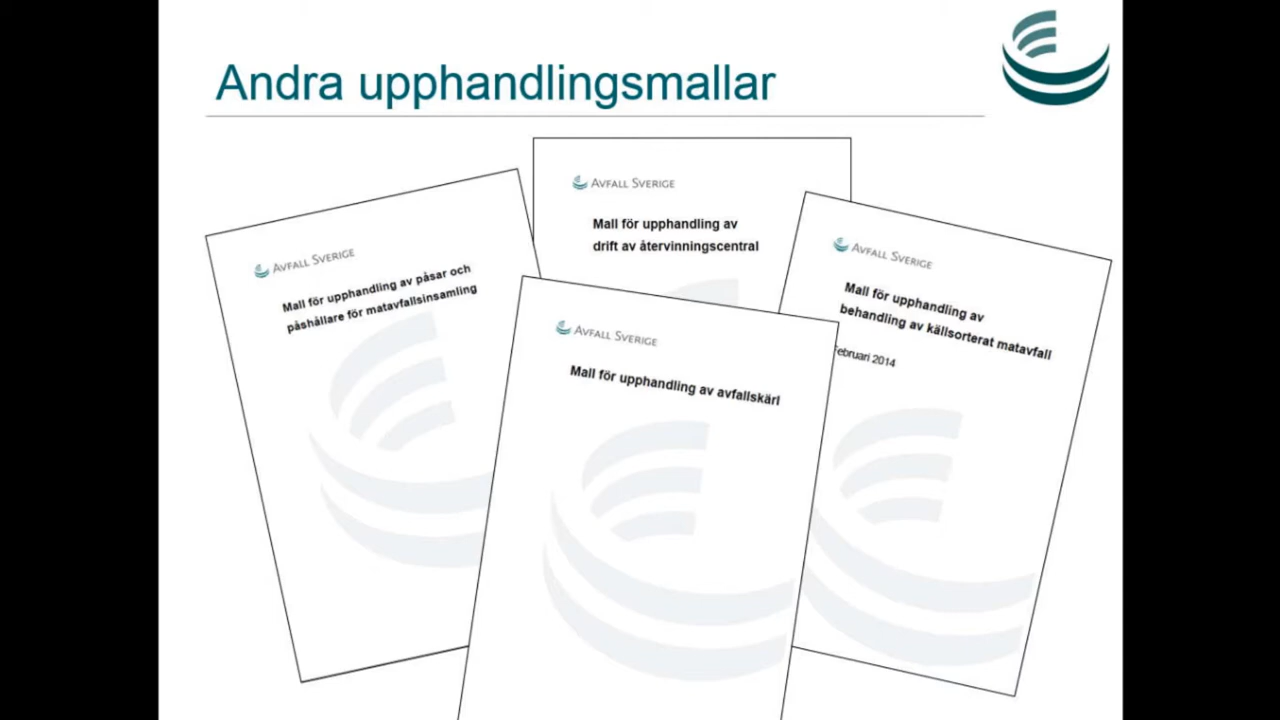 Andra upphandlingsmallar
AVFALL SVERIGE
Mall för upphandling av påsar och
påshållare för matavfallsinsamling
AVFALL SVERIGE
Mall för upphandling av
drift av återvinningscentral
AVFALL SVERIGE
Mall för upphandling av
behandling av källsorterat matavfall
Februari 2014
AVFALL SVERIGE
Mall för upphandling av avfallskärl